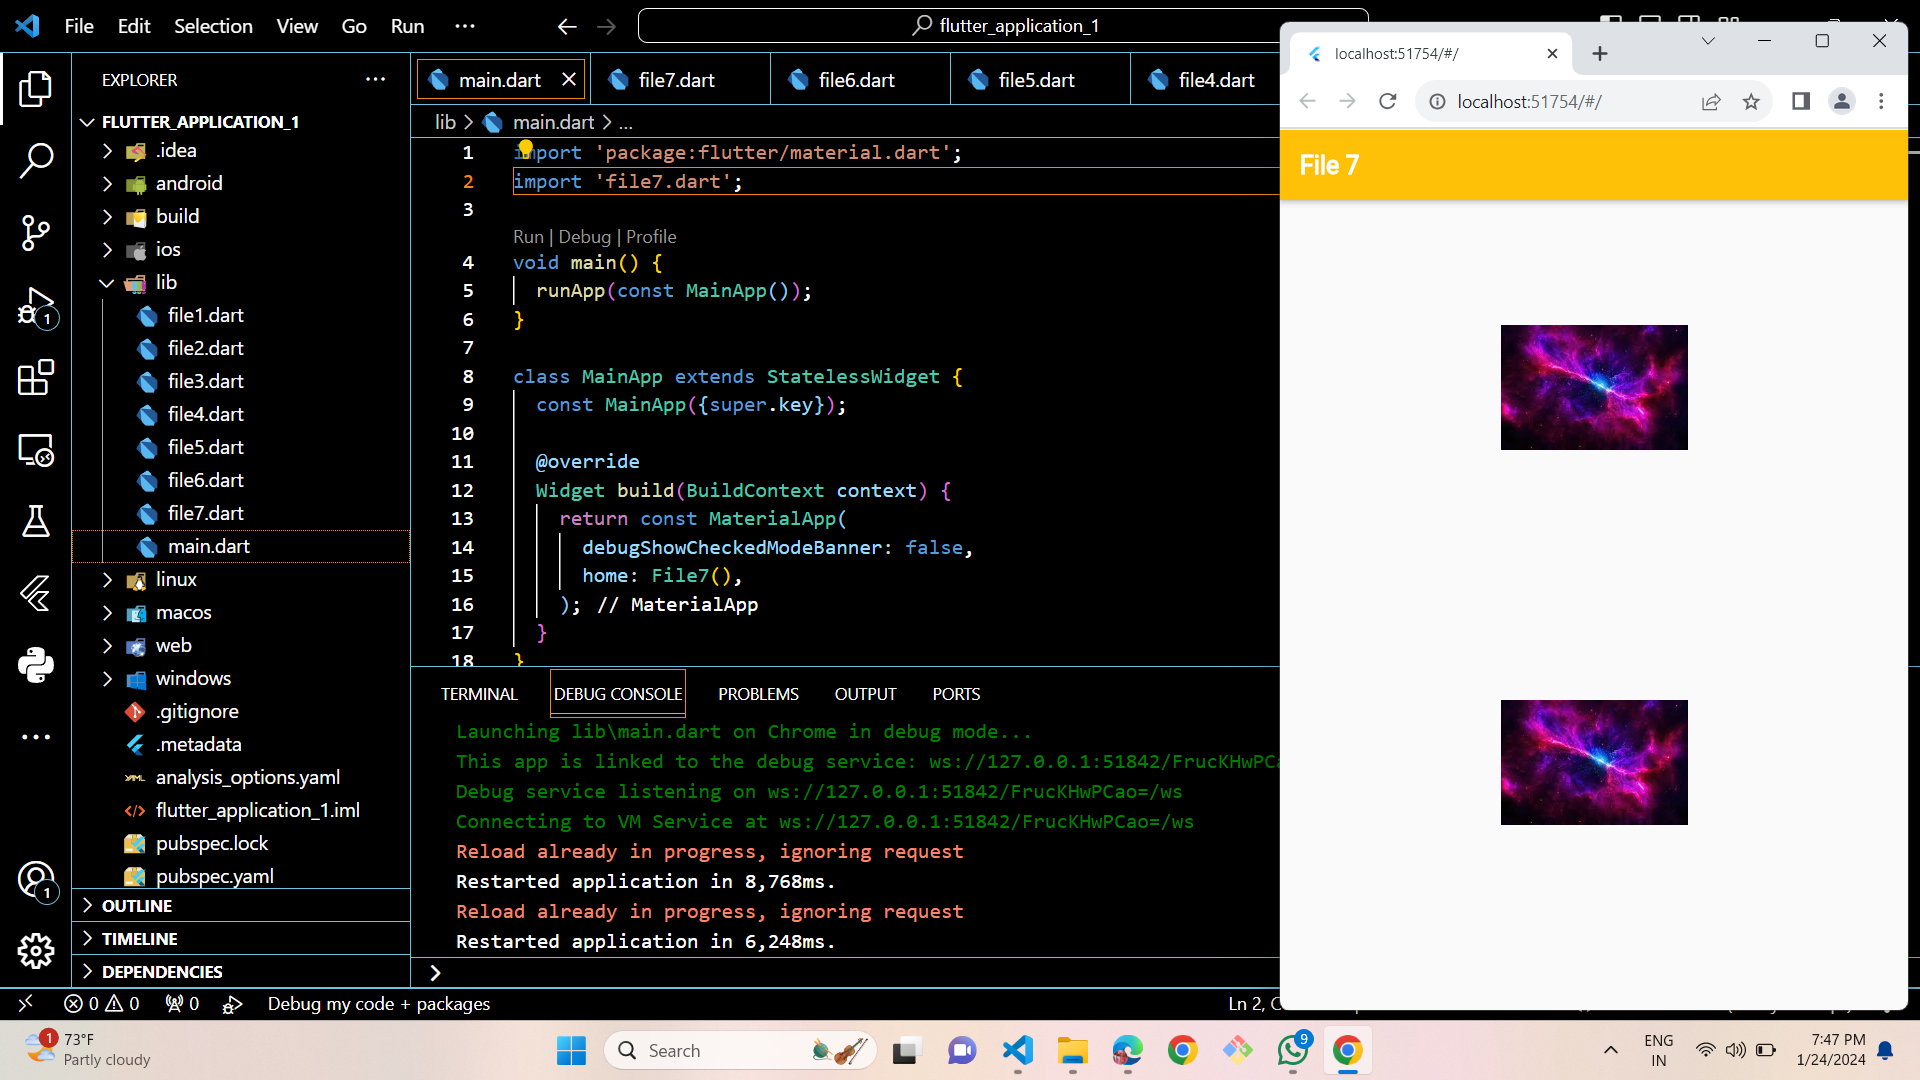 File Edit Selection View Go Run ...
flutter_application_1
EXPLORER
FLUTTER_APPLICATION_1
.idea
android
build
ios
lib
file1.dart
file2.dart
file3.dart
file4.dart
file5.dart
file6.dart
file7.dart
main.dart
linux
macos
web
windows
.gitignore
.metadata
analysis_options.yaml
flutter_application_1.iml
pubspec.lock
pubspec.yaml
OUTLINE
TIMELINE
DEPENDENCIES
1
1
main.dart file7.dart file6.dart file5.dart file4.dart
lib > main.dart > ...
1 import 'package:flutter/material.dart';
2 import 'file7.dart';
3
Run | Debug | Profile
4 void main() {
5 runApp(const MainApp());
6 }
7
8 class MainApp extends StatelessWidget {
9 const MainApp({super.key});
10
11 @override
12 Widget build(BuildContext context) {
13 return const MaterialApp(
14 debugShowCheckedModeBanner: false,
15 home: File7(),
16 ); // MaterialApp
17 }
18 }
TERMINAL DEBUG CONSOLE PROBLEMS OUTPUT PORTS
Launching lib\main.dart on Chrome in debug mode...
This app is linked to the debug service: ws://127.0.0.1:51842/FrucKHwPCa
Debug service listening on ws://127.0.0.1:51842/FrucKHwPCao=/ws
Connecting to VM Service at ws://127.0.0.1:51842/FrucKHwPCao=/ws
Reload already in progress, ignoring request
Restarted application in 8,768ms.
Reload already in progress, ignoring request
Restarted application in 6,248ms.
0 0 0 Debug my code + packages
Ln 2, C
localhost:51754/#/
localhost:51754/#/
File 7
1
73°F
Partly cloudy
Search
9
ENG
IN
7:47 PM
1/24/2024